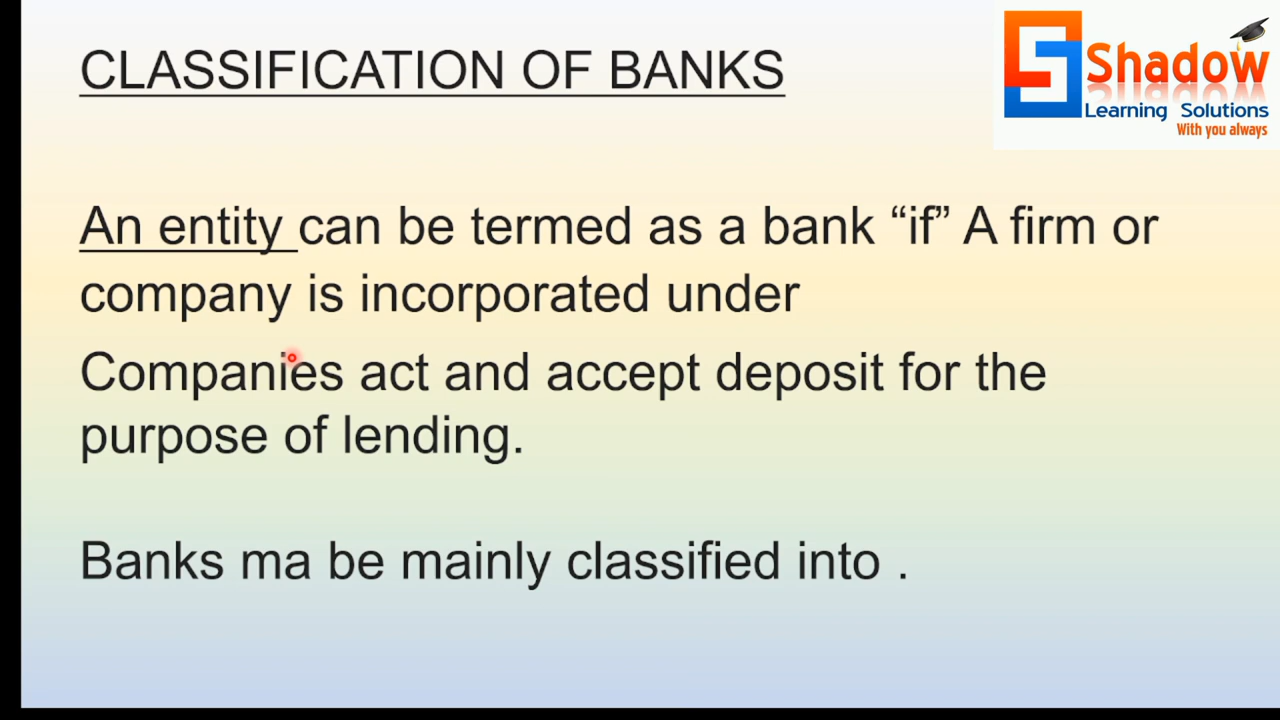 CLASSIFICATION OF BANKS
Shadow
Learning Solutions
With you always
An entity can be termed as a bank “if” A firm or
company is incorporated under
Companies act and accept deposit for the
purpose of lending.
Banks ma be mainly classified into .